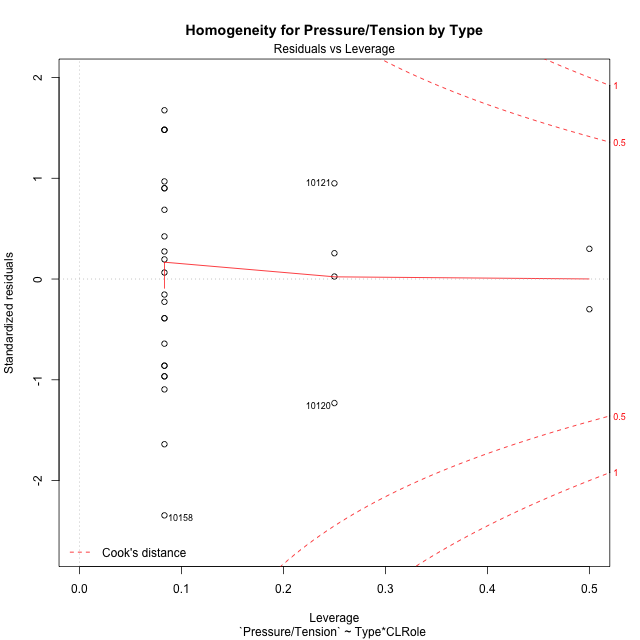 Homogeneity for Pressure/Tension by Type
Residuals vs Leverage
2
1
0
-1
-2
Standardized residuals
1
0.5
10121
10120
0.5
1
10158
Cook's distance
0.0 0.1 0.2 0.3 0.4 0.5
Leverage
`Pressure/Tension` ~ Type*CLRole